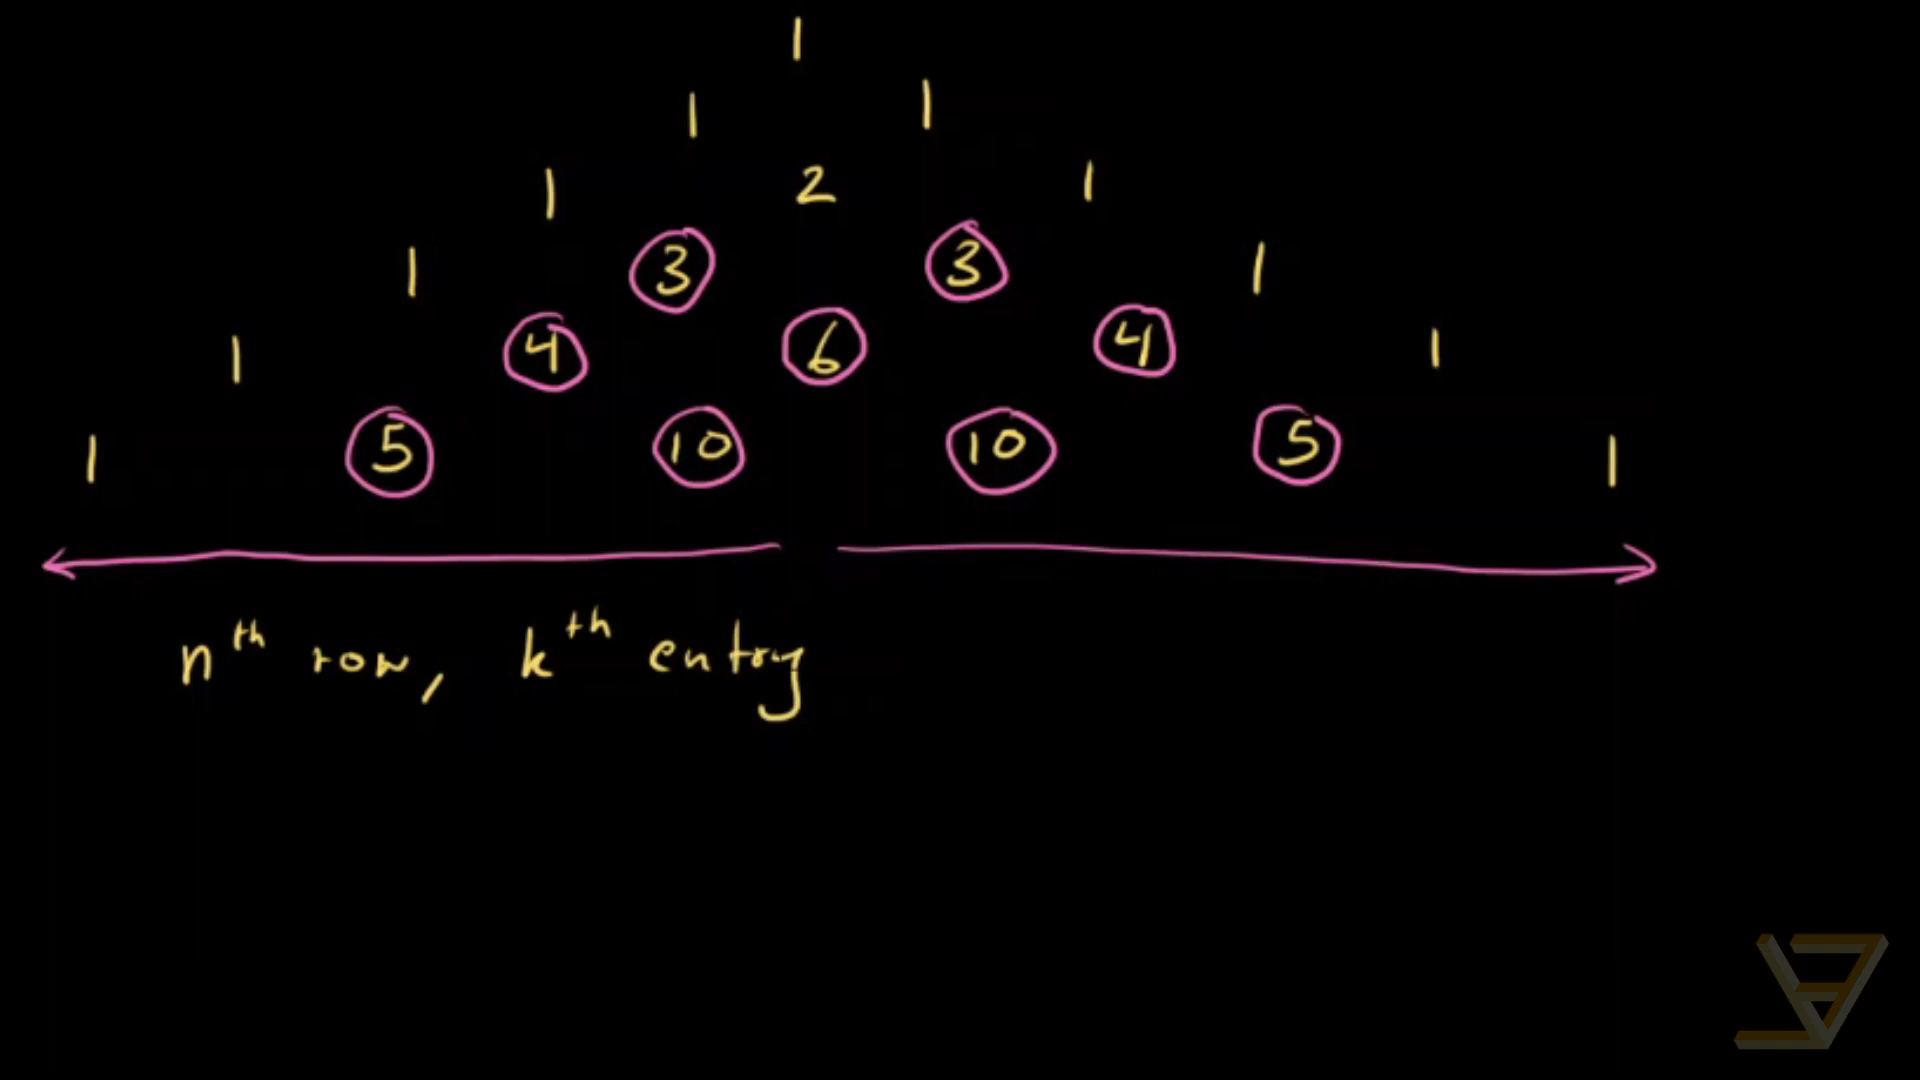 1
1 1
1 2 1
1 3 3 1
1 4 6 4 1
1 5 10 10 5 1
nᵗʰ row, kᵗʰ entry